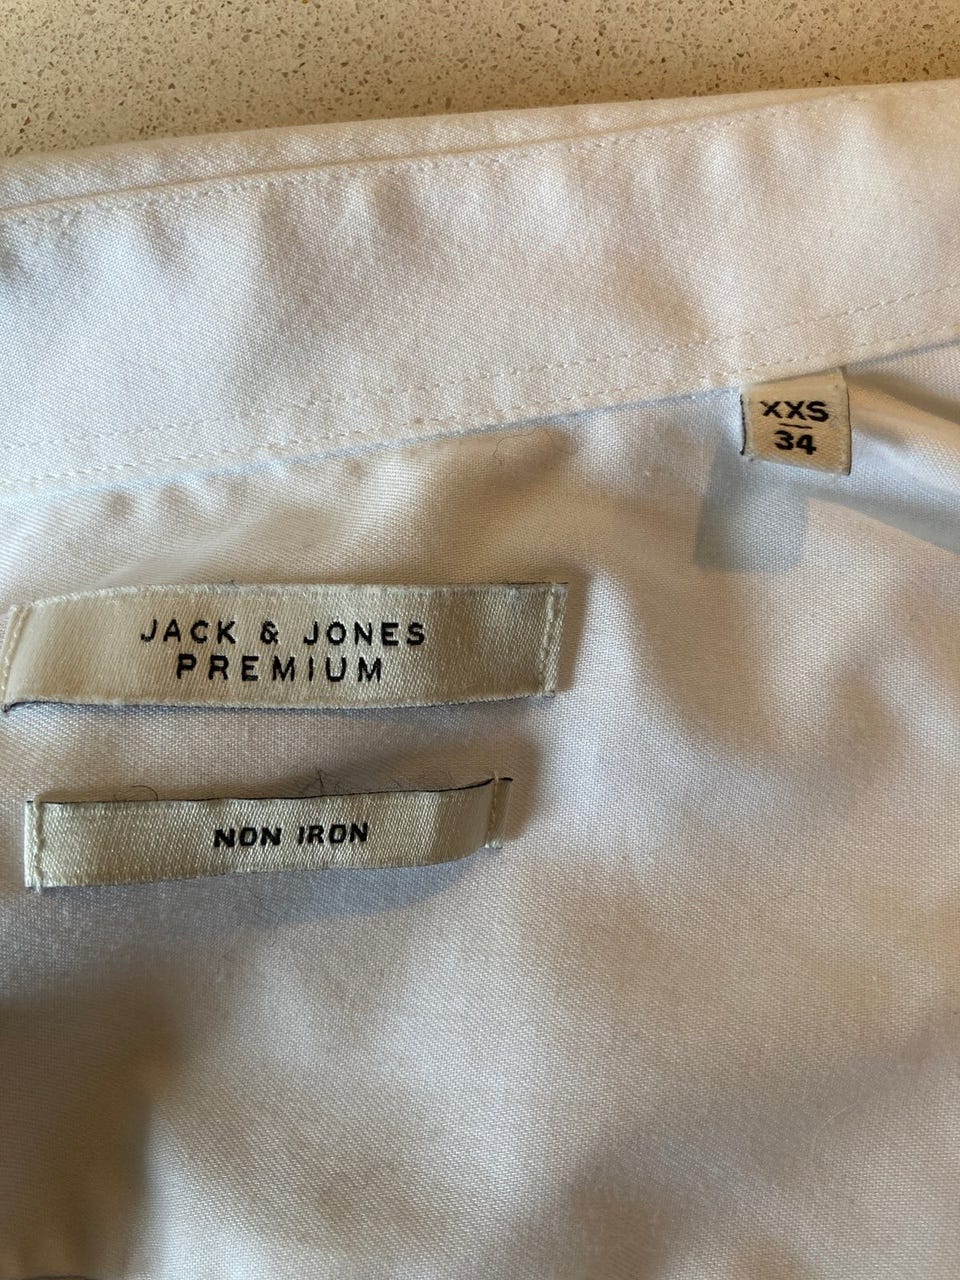 XXS
34
JACK & JONES
PREMIUM
NON IRON